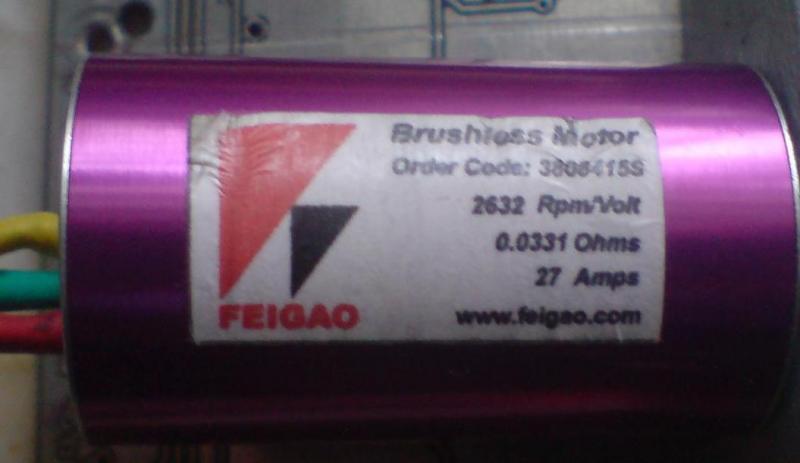 Brushless Motor
Order Code: 3808415S
2632 Rpm/Volt
0.0331 Ohms
27 Amps
FEIGAO
www.feigao.com